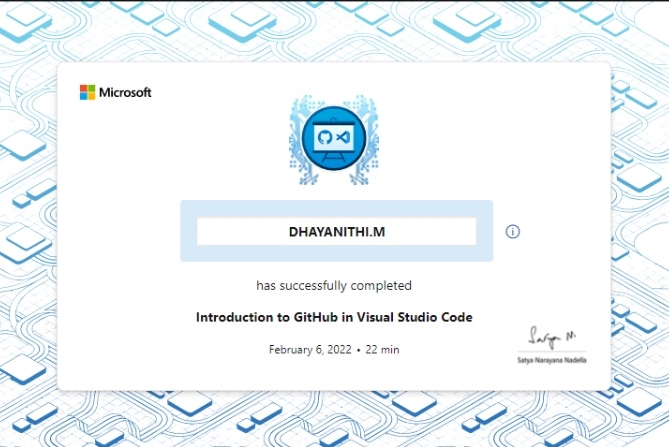 Microsoft
DHAYANITHI.M
has successfully completed
Introduction to GitHub in Visual Studio Code
February 6, 2022 • 22 min
Satya N.
Satya Narayana Nadella